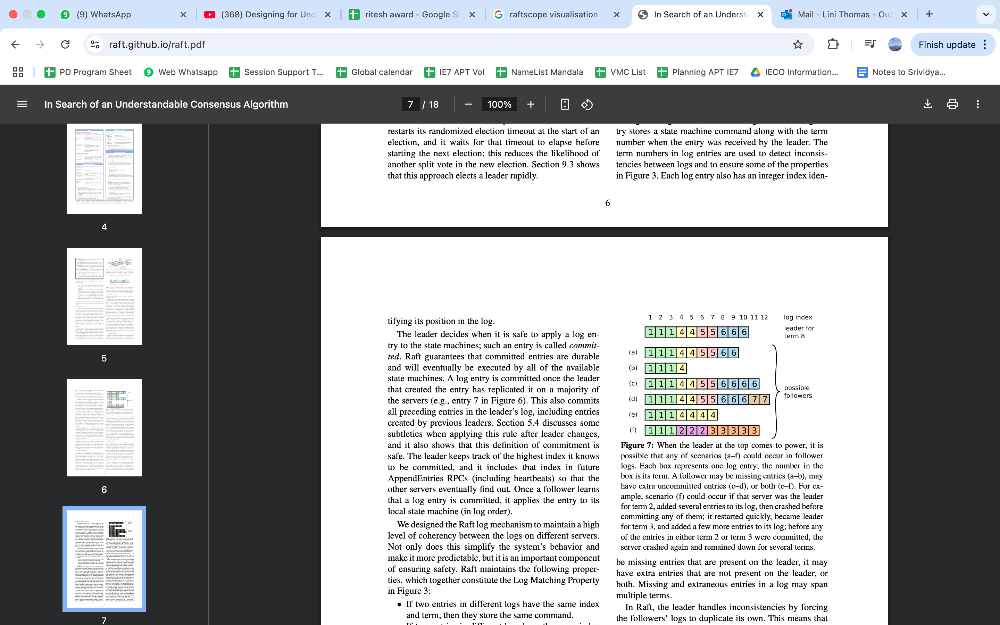 (9) WhatsApp
(368) Designing for Und
ritesh award - Google Sh
raftscope visualisation -
In Search of an Understa
Mail - Lini Thomas - Out
raft.github.io/raft.pdf
Finish update
PD Program Sheet
Web Whatsapp
Session Support T...
Global calendar
IE7 APT Vol
NameList Mandala
VMC List
Planning APT IE7
IECO Information...
Notes to Srividya...
In Search of an Understandable Consensus Algorithm
7 / 18
100%
4
5
6
7
restarts its randomized election timeout at the start of an
election, and it waits for that timeout to elapse before
starting the next election; this reduces the likelihood of
another split vote in the new election. Section 9.3 shows
that this approach elects a leader rapidly.
try stores a state machine command along with the term
number when the entry was received by the leader. The
term numbers in log entries are used to detect inconsis-
tencies between logs and to ensure some of the properties
in Figure 3. Each log entry also has an integer index iden-
6
tifying its position in the log.
The leader decides when it is safe to apply a log en-
try to the state machines; such an entry is called commit-
ted. Raft guarantees that committed entries are durable
and will eventually be executed by all of the available
state machines. A log entry is committed once the leader
that created the entry has replicated it on a majority of
the servers (e.g., entry 7 in Figure 6). This also commits
all preceding entries in the leader's log, including entries
created by previous leaders. Section 5.4 discusses some
subtleties when applying this rule after leader changes,
and it also shows that this definition of commitment is
safe. The leader keeps track of the highest index it knows
to be committed, and it includes that index in future
AppendEntries RPCs (including heartbeats) so that the
other servers eventually find out. Once a follower learns
that a log entry is committed, it applies the entry to its
local state machine (in log order).
We designed the Raft log mechanism to maintain a high
level of coherency between the logs on different servers.
Not only does this simplify the system's behavior and
make it more predictable, but it is an important component
of ensuring safety. Raft maintains the following proper-
ties, which together constitute the Log Matching Property
in Figure 3:
• If two entries in different logs have the same index
and term, then they store the same command.
1 2 3 4 5 6 7 8 9 10 11 12 log index
1 1 1 4 4 5 5 6 6 6 leader for
term 8
(a) 1 1 1 4 4 5 5 6 6
(b) 1 1 1 4
(c) 1 1 1 4 4 5 5 6 6 6 6
(d) 1 1 1 4 4 5 5 6 6 6 7 7
(e) 1 1 1 4 4 4 4
(f) 1 1 1 2 2 2 3 3 3 3 3
possible
followers
Figure 7: When the leader at the top comes to power, it is
possible that any of scenarios (a–f) could occur in follower
logs. Each box represents one log entry; the number in the
box is its term. A follower may be missing entries (a–b), may
have extra uncommitted entries (c–d), or both (e–f). For ex-
ample, scenario (f) could occur if that server was the leader
for term 2, added several entries to its log, then crashed before
committing any of them; it restarted quickly, became leader
for term 3, and added a few more entries to its log; before any
of the entries in either term 2 or term 3 were committed, the
server crashed again and remained down for several terms.
be missing entries that are present on the leader, it may
have extra entries that are not present on the leader, or
both. Missing and extraneous entries in a log may span
multiple terms.
In Raft, the leader handles inconsistencies by forcing
the followers' logs to duplicate its own. This means that